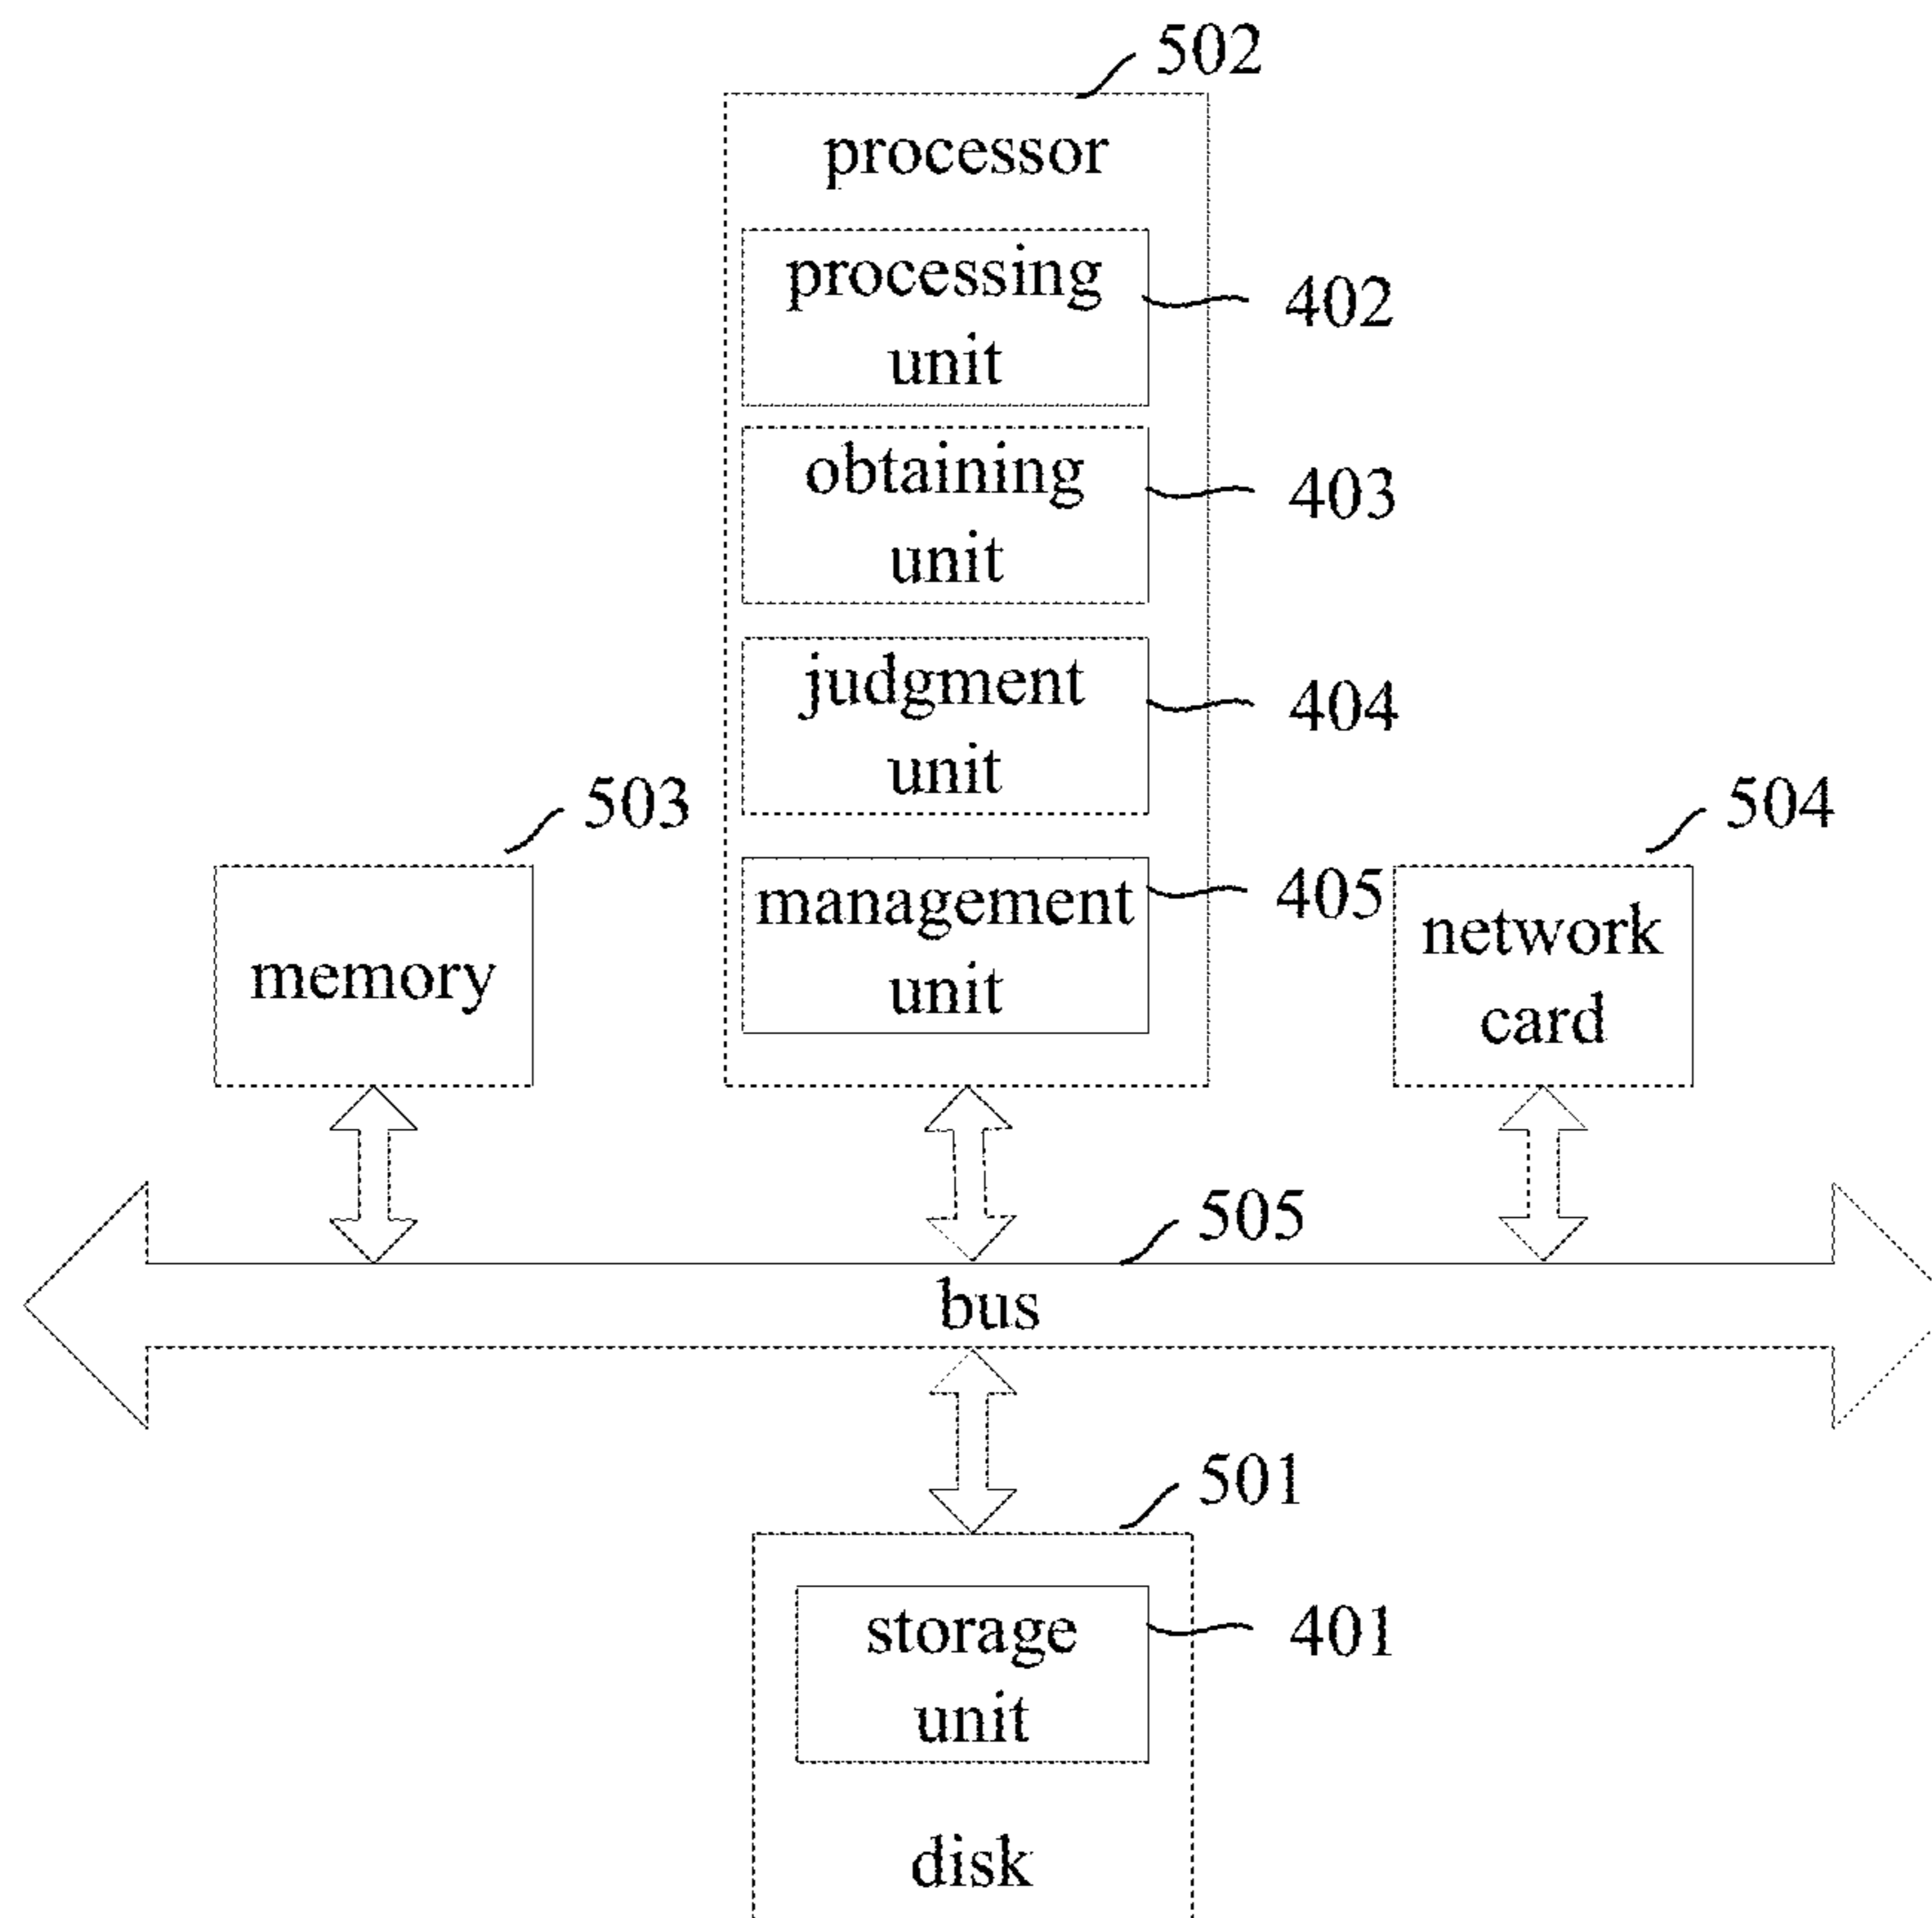 502
processor
processing
unit
402
obtaining
unit
403
judgment
unit
404
503
504
management
unit
405
memory
network
card
505
bus
501
storage
unit
401
disk